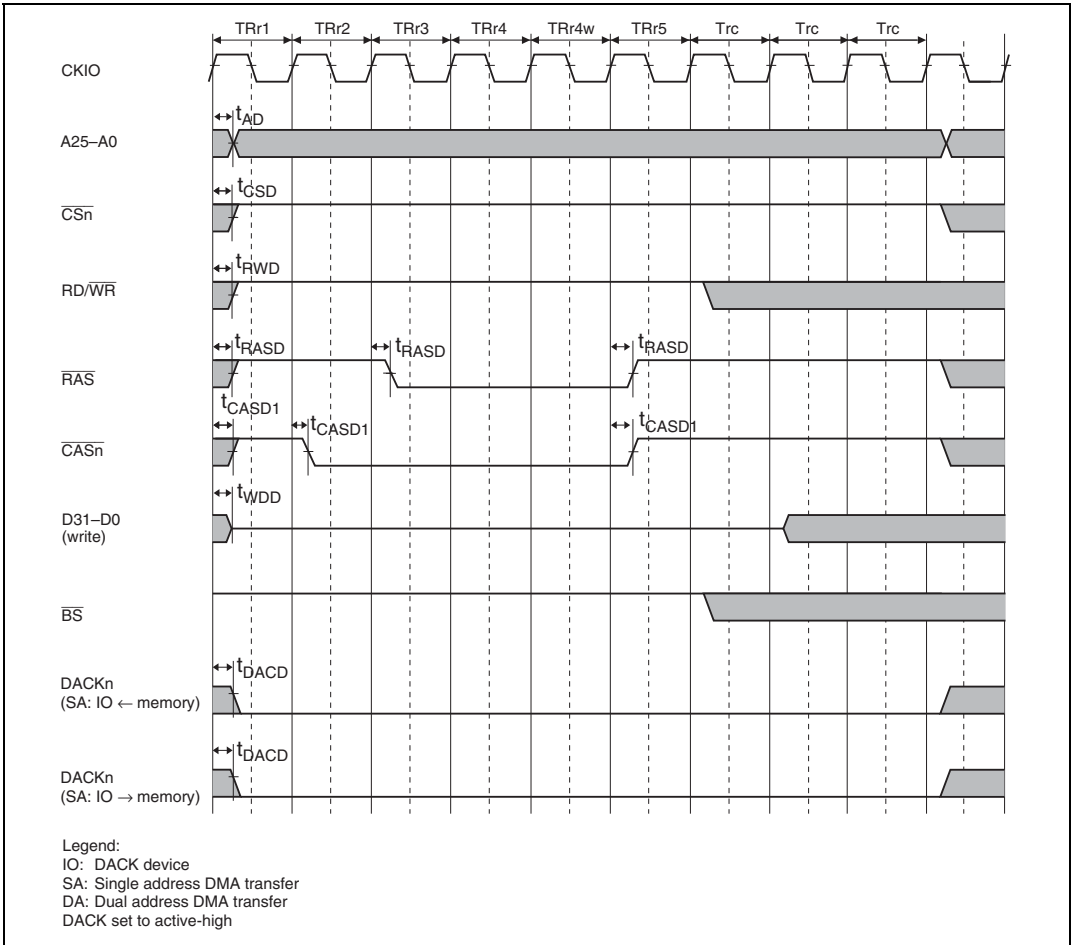 TRr1 TRr2 TRr3 TRr4 TRr4w TRr5 Trc Trc Trc
CKIO
tAD
A25–A0
tCSD
CSn
tRWD
RD/WR
tRASD tRASD tRASD
RAS
tCASD1 tCASD1 tCASD1
CASn
tWDD
D31–D0
(write)
BS
tDACD
DACKn
(SA: IO ← memory)
tDACD
DACKn
(SA: IO → memory)
Legend:
IO: DACK device
SA: Single address DMA transfer
DA: Dual address DMA transfer
DACK set to active-high